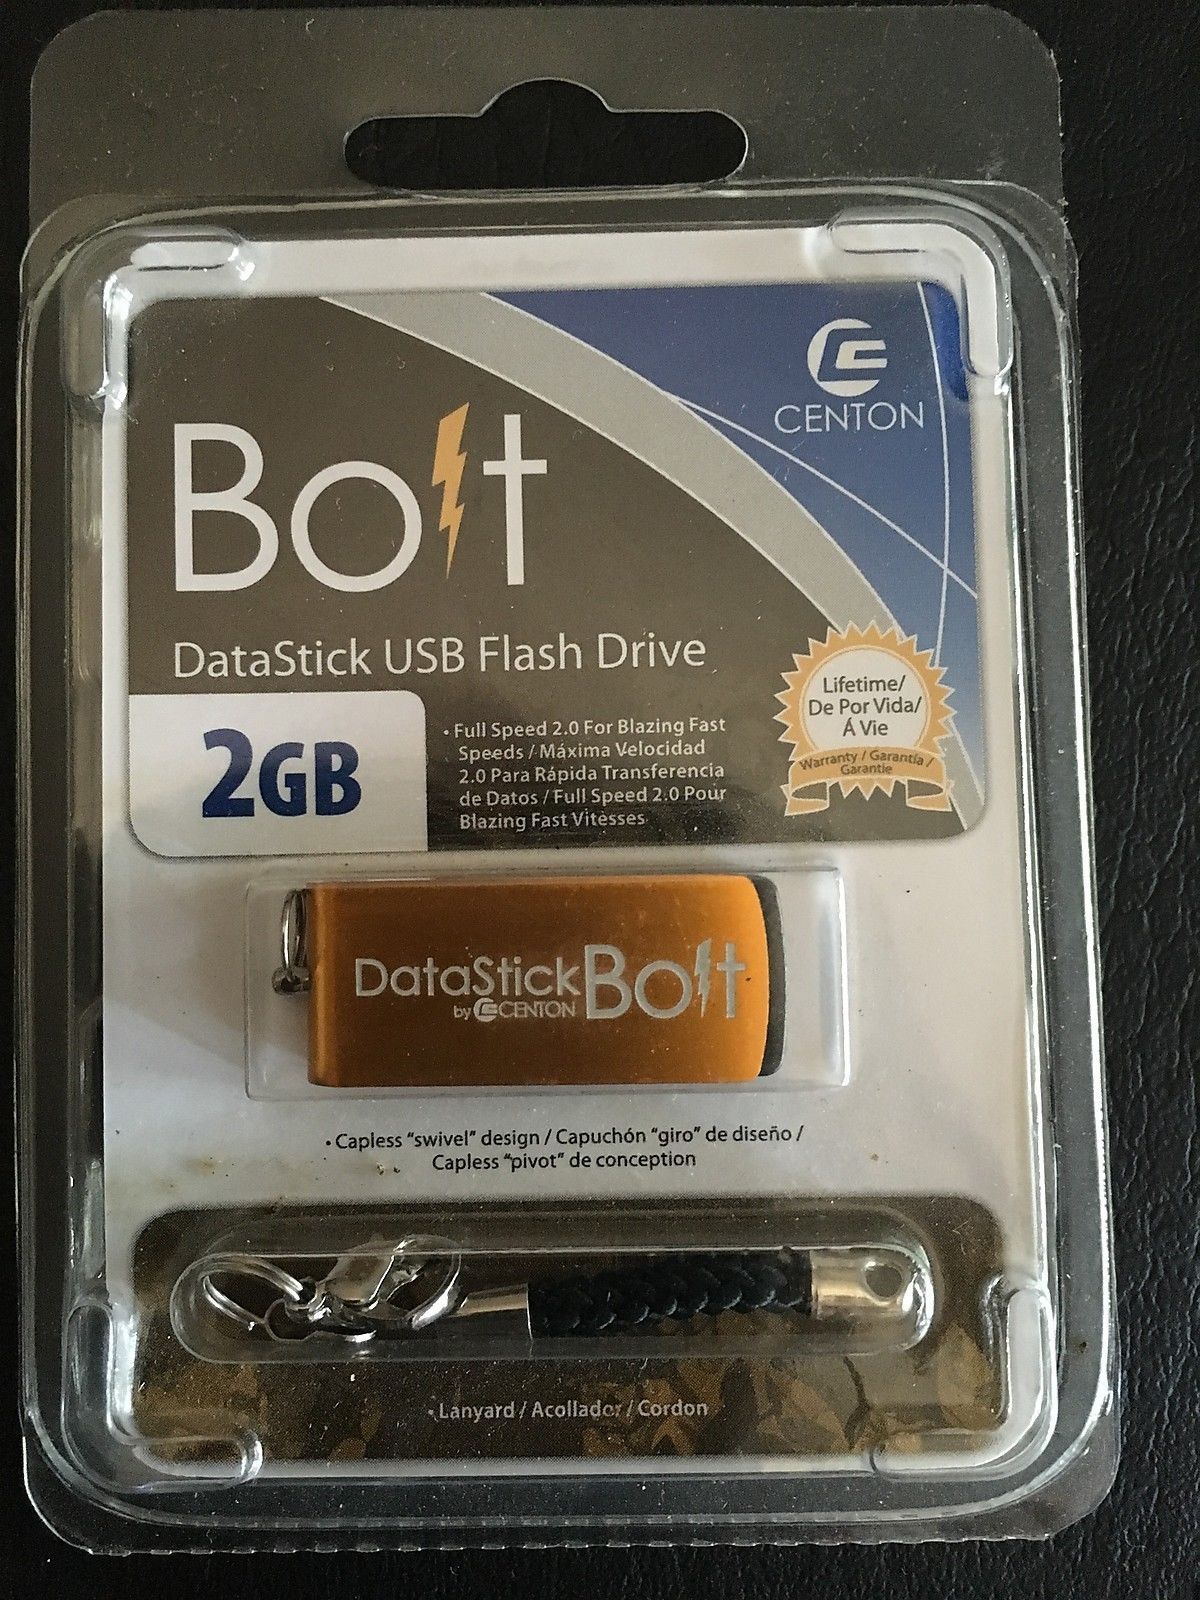 CENTON
Bolt
DataStick USB Flash Drive
2GB
• Full Speed 2.0 For Blazing Fast
Speeds / Máxima Velocidad
2.0 Para Rápida Transferencia
de Datos / Full Speed 2.0 Pour
Blazing Fast Vitesses
Lifetime/
De Por Vida/
Á Vie
Warranty / Garantía /
Garantie
DataStick Bolt
by CENTON
• Capless “swivel” design / Capuchón “giro” de diseño /
Capless “pivot” de conception
• Lanyard / Acollador / Cordon